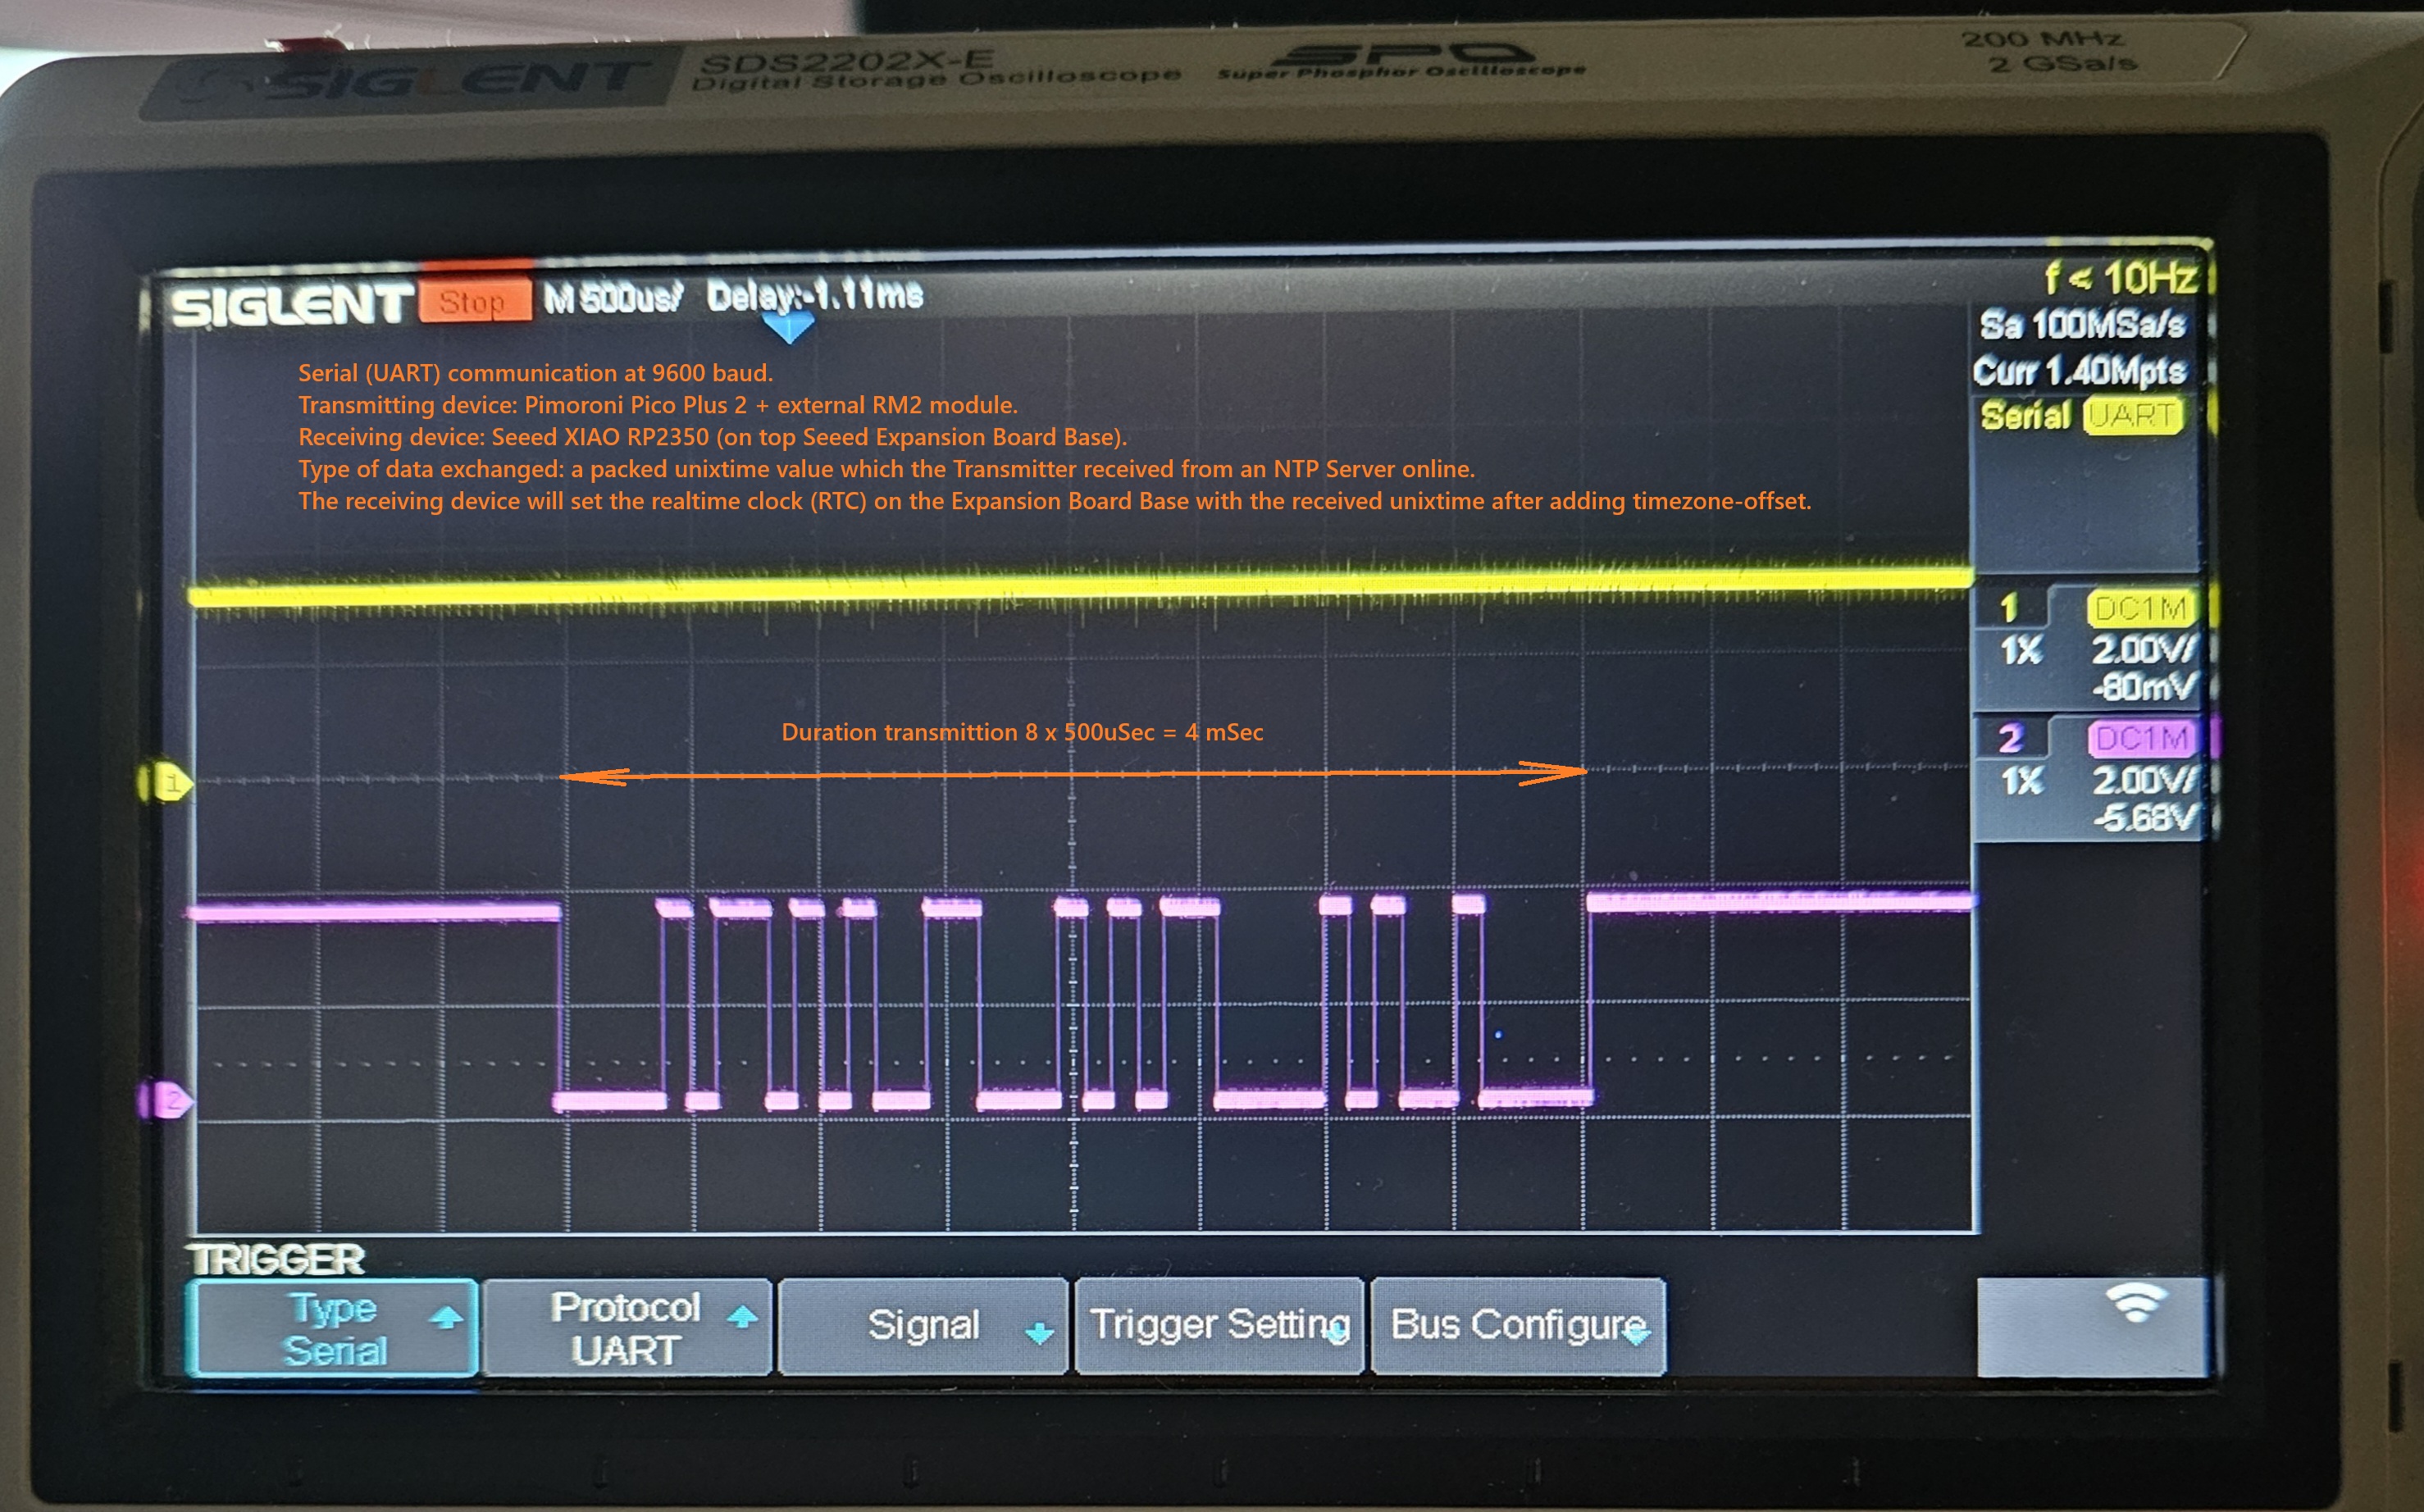 SIGLENT SDS2202X-E
Digital Storage Oscilloscope
SPO
Super Phosphor Oscilloscope
200 MHz
2 GSa/s
SIGLENT Stop M 500us/ Delay:-1.11ms
f < 10Hz
Sa 100MSa/s
Curr 1.40Mpts
Serial UART
Serial (UART) communication at 9600 baud.
Transmitting device: Pimoroni Pico Plus 2 + external RM2 module.
Receiving device: Seeed XIAO RP2350 (on top Seeed Expansion Board Base).
Type of data exchanged: a packed unixtime value which the Transmitter received from an NTP Server online.
The receiving device will set the realtime clock (RTC) on the Expansion Board Base with the received unixtime after adding timezone-offset.
1 DC1M
1X 2.00V/
-80mV
2 DC1M
1X 2.00V/
-5.68V
Duration transmittion 8 x 500uSec = 4 mSec
1
2
TRIGGER
Type
Serial
Protocol
UART
Signal
Trigger Setting
Bus Configure